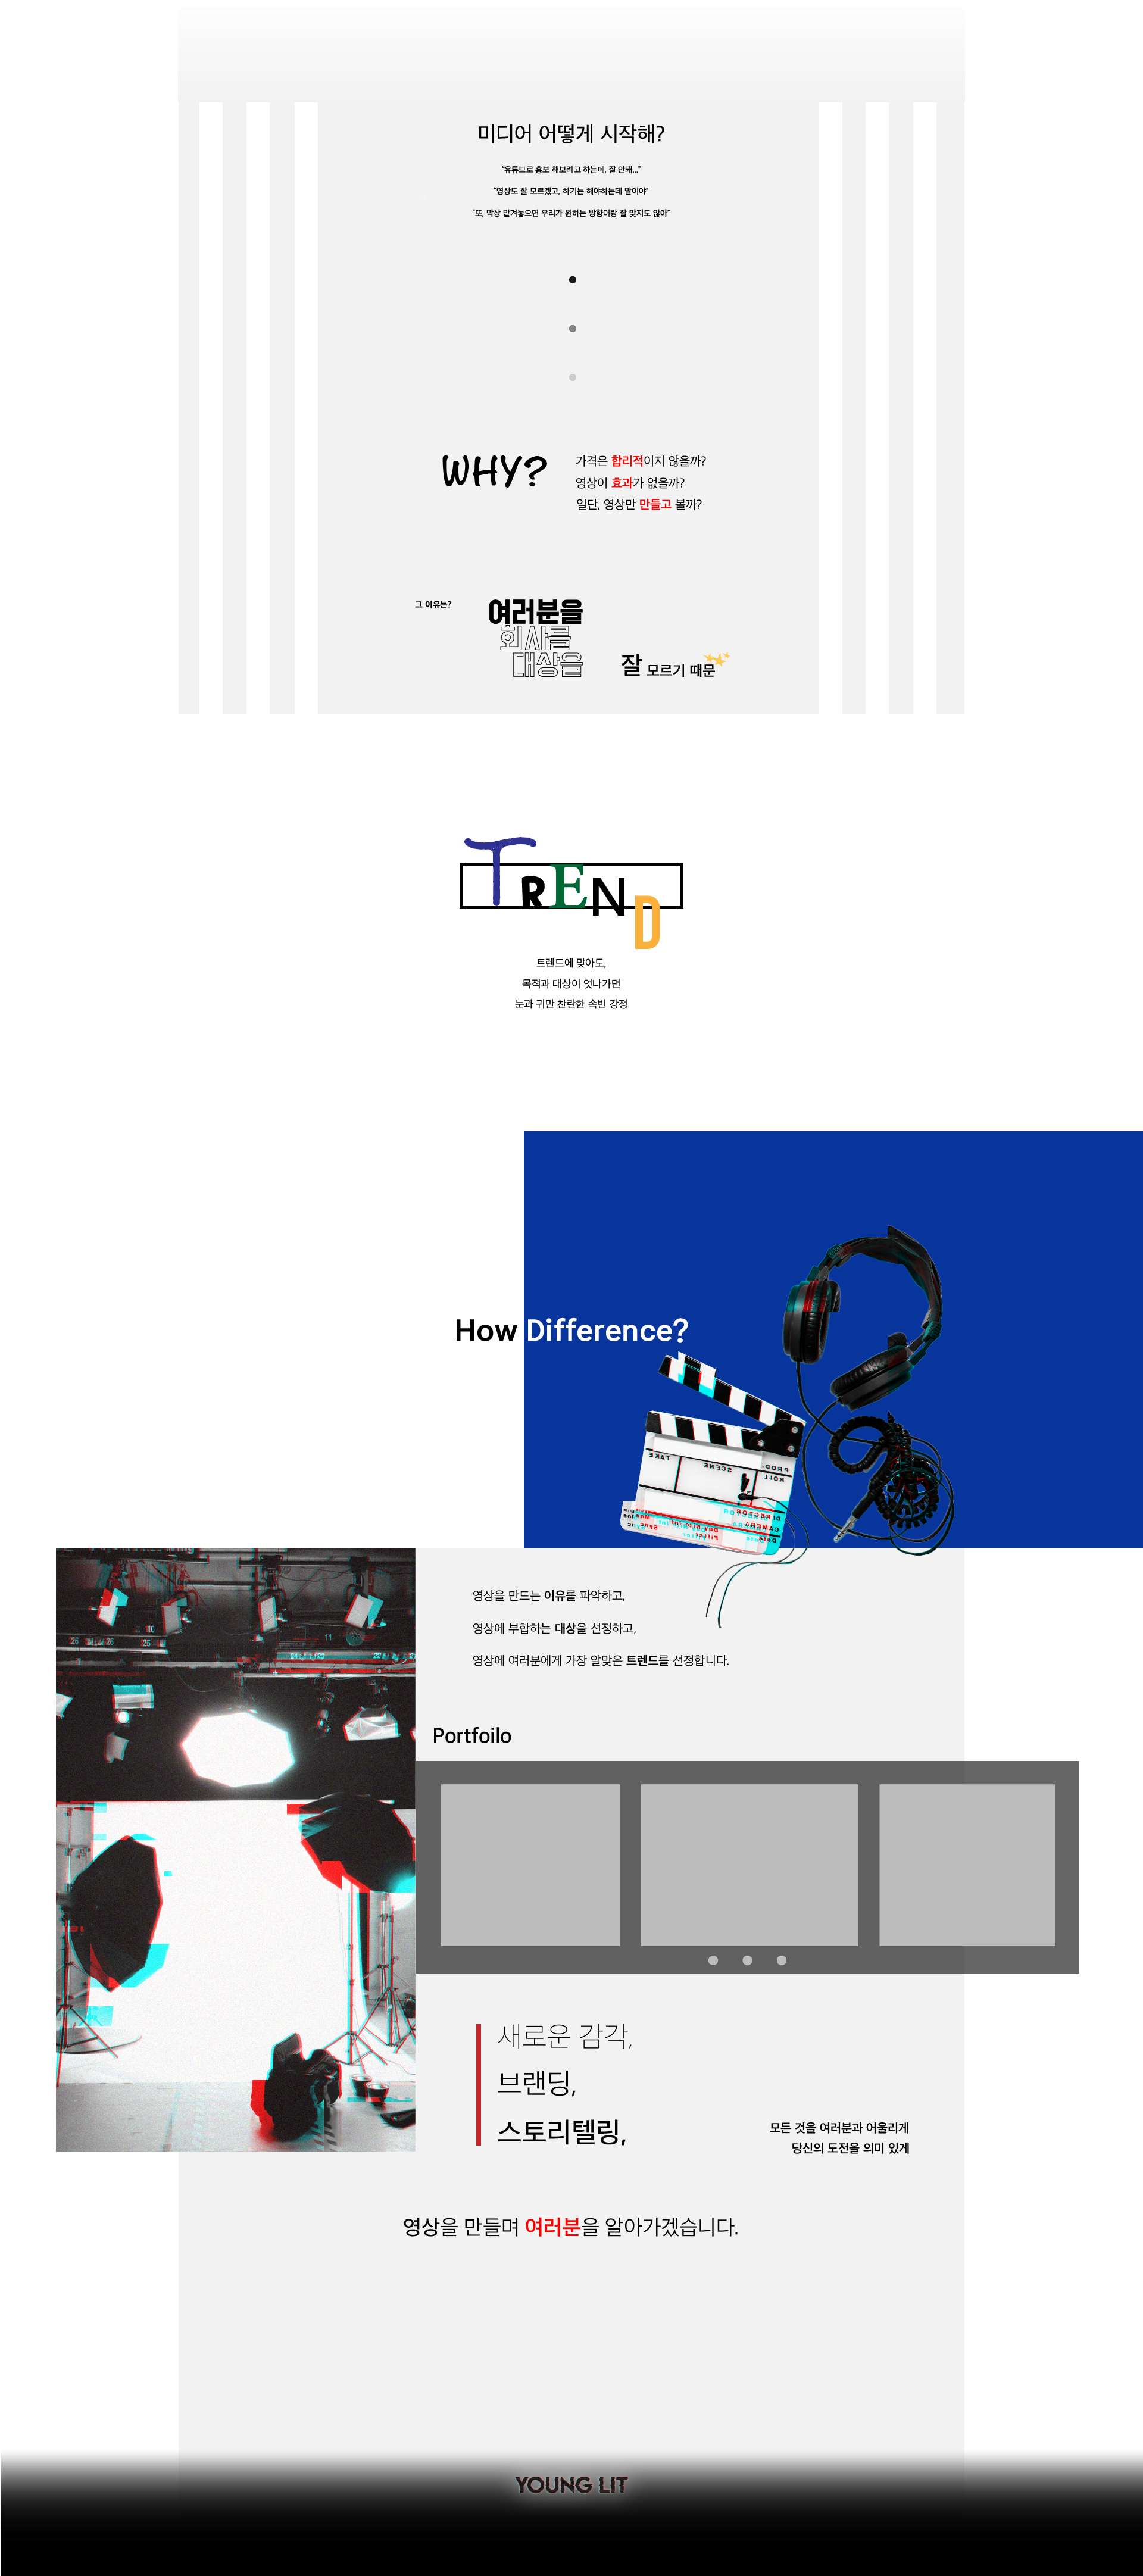 미디어 어떻게 시작해?
"유튜브로 홍보 해보려고 하는데, 잘 안돼..."
"영상도 잘 모르겠고, 하기는 해야하는데 말이야"
"또, 막상 맡겨놓으면 우리가 원하는 방향이랑 잘 맞지도 않아"
WHY?
가격은 합리적이지 않을까?
영상이 효과가 없을까?
일단, 영상만 만들고 볼까?
그 이유는?
여러분을
회사를
대상을
잘 모르기 때문
TREND
트렌드에 맞아도,
목적과 대상이 엇나가면
눈과 귀만 찬란한 속빈 강정
How Difference?
PROD.
ROLL
SCENE
TAKE
DIRECTOR
CAMERA
영상을 만드는 이유를 파악하고,
영상에 부합하는 대상을 선정하고,
영상에 여러분에게 가장 알맞은 트렌드를 선정합니다.
Portfoilo
새로운 감각,
브랜딩,
스토리텔링,
모든 것을 여러분과 어울리게
당신의 도전을 의미 있게
영상을 만들며 여러분을 알아가겠습니다.
YOUNG LIT